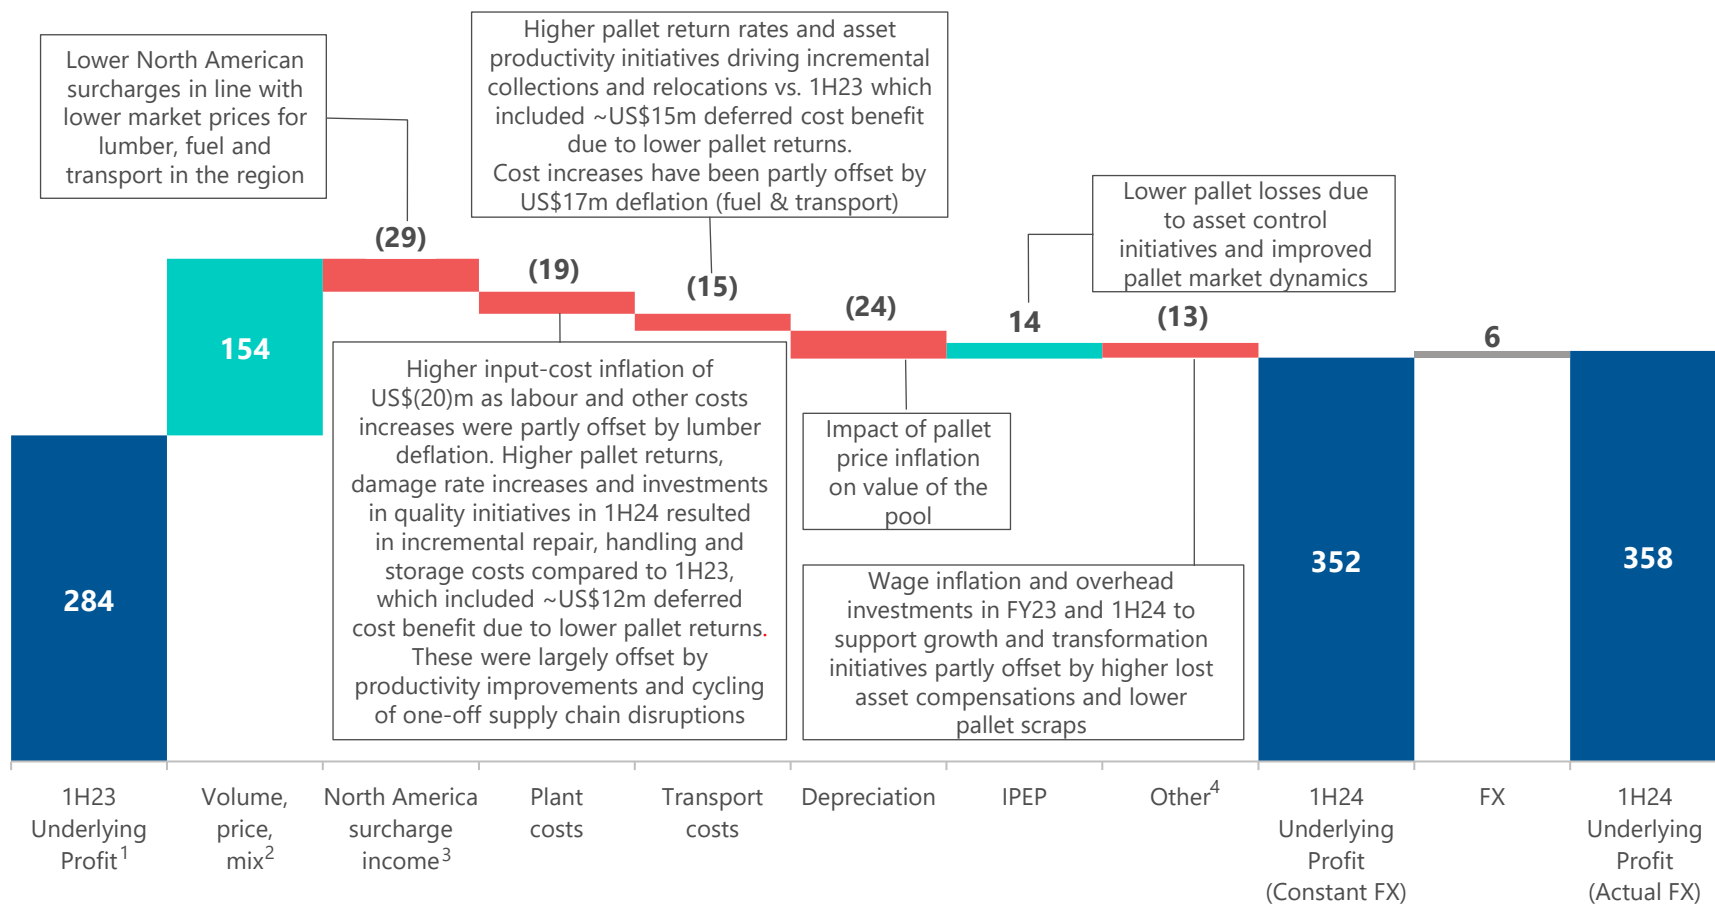 Lower North American
surcharges in line with
lower market prices for
lumber, fuel and
transport in the region
Higher pallet return rates and asset
productivity initiatives driving incremental
collections and relocations vs. 1H23 which
included ~US$15m deferred cost benefit
due to lower pallet returns.
Cost increases have been partly offset by
US$17m deflation (fuel & transport)
Lower pallet losses due
to asset control
initiatives and improved
pallet market dynamics
(29)
(19)
(15)
(24)
14
(13)
6
154
284
352
358
Higher input-cost inflation of
US$(20)m as labour and other costs
increases were partly offset by lumber
deflation. Higher pallet returns,
damage rate increases and investments
in quality initiatives in 1H24 resulted
in incremental repair, handling and
storage costs compared to 1H23,
which included ~US$12m deferred
cost benefit due to lower pallet returns.
These were largely offset by
productivity improvements and cycling
of one-off supply chain disruptions
Impact of pallet
price inflation
on value of the
pool
Wage inflation and overhead
investments in FY23 and 1H24 to
support growth and transformation
initiatives partly offset by higher lost
asset compensations and lower
pallet scraps
1H23
Underlying
Profit1
Volume,
price,
mix2
North America
surcharge
income3
Plant
costs
Transport
costs
Depreciation
IPEP
Other4
1H24
Underlying
Profit
(Constant FX)
FX
1H24
Underlying
Profit
(Actual FX)